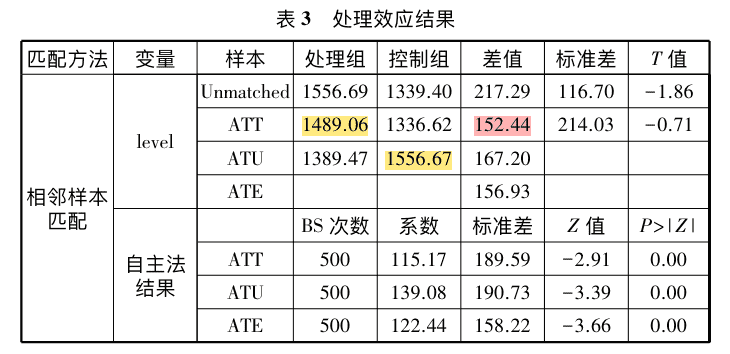 表 3 处理效应结果
匹配方法 变量 样本 处理组 控制组 差值 标准差 T 值
相邻样本匹配 level Unmatched 1556.69 1339.40 217.29 116.70 -1.86
ATT 1489.06 1336.62 152.44 214.03 -0.71
ATU 1389.47 1556.67 167.20
ATE 156.93
自主法结果 BS 次数 系数 标准差 Z 值 P>|Z|
ATT 500 115.17 189.59 -2.91 0.00
ATU 500 139.08 190.73 -3.39 0.00
ATE 500 122.44 158.22 -3.66 0.00